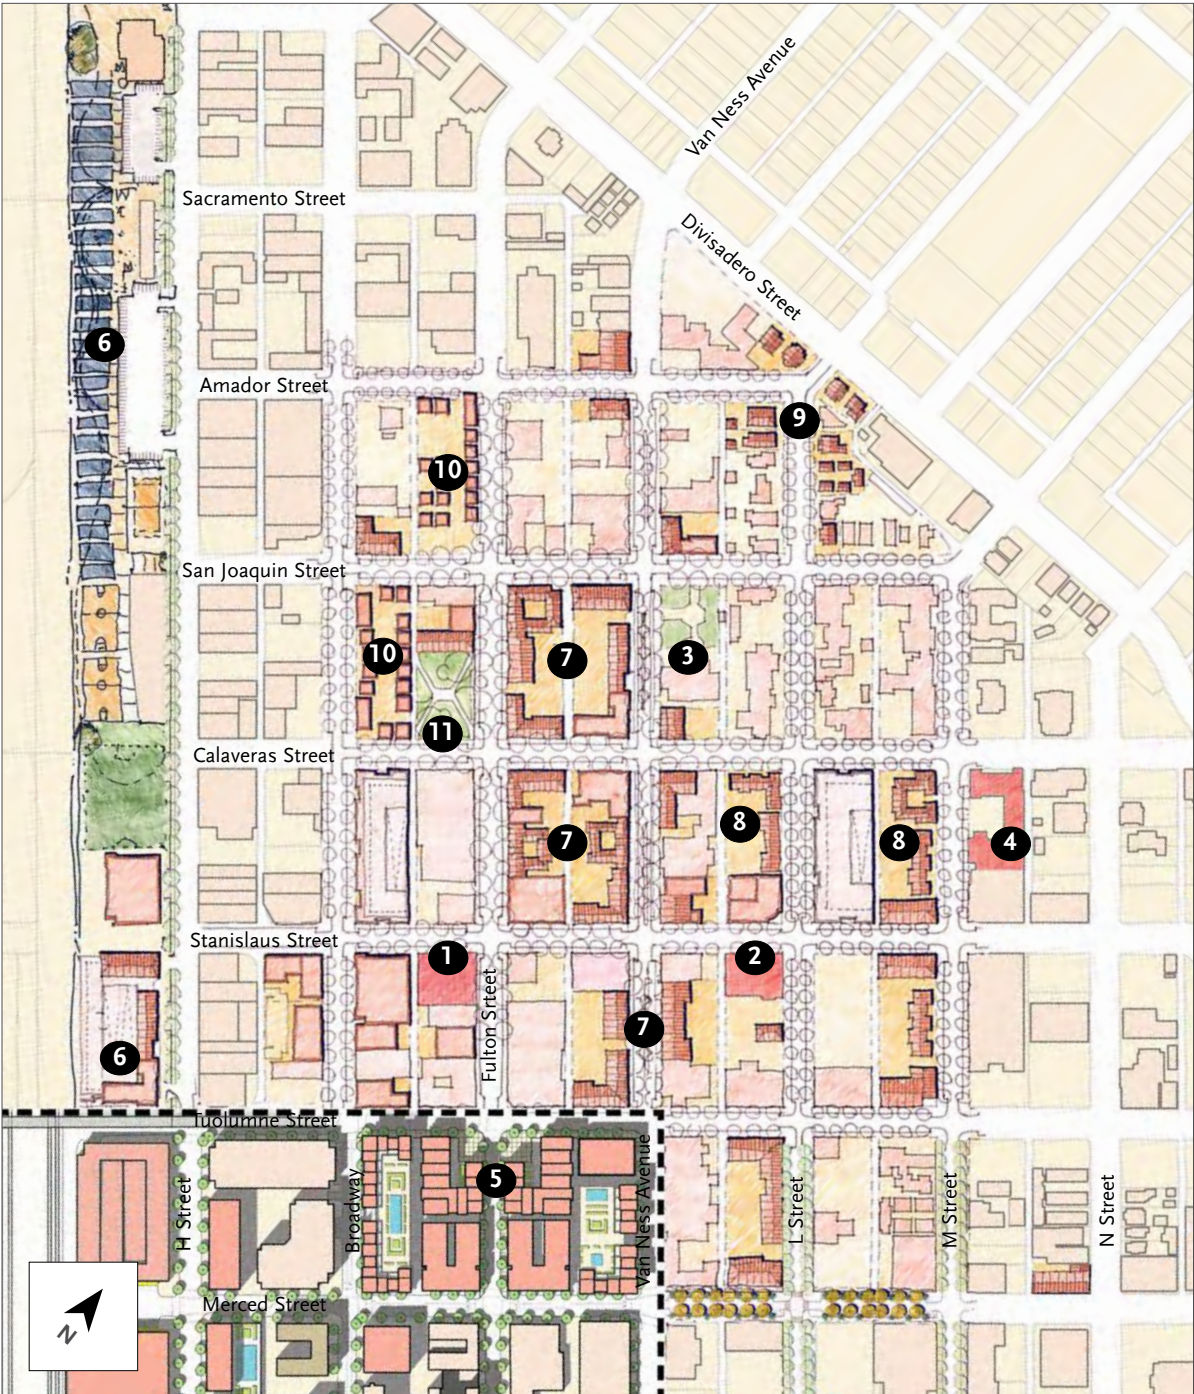 Van Ness Avenue
Sacramento Street
Divisadero Street
6
Amador Street
9
10
San Joaquin Street
10
7
3
11
Calaveras Street
7
8
8
4
Stanislaus Street
1
2
Fulton Srteet
7
6
Tuolumne Street
5
H Street
Broadway
Van Ness Avenue
L Street
M Street
N Street
Merced Street
N